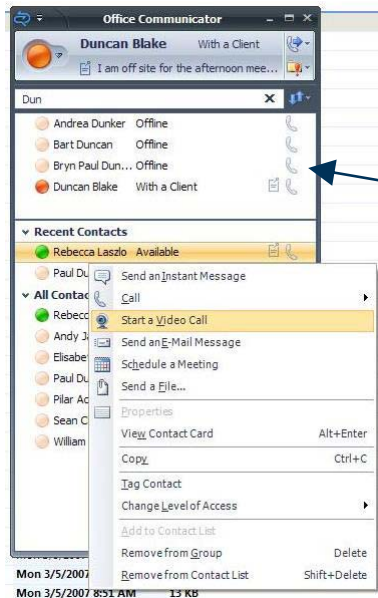 Office Communicator
Duncan Blake With a Client
I am off site for the afternoon mee...
Dun
Andrea Dunker Offline
Bart Duncan Offline
Bryn Paul Dun... Offline
Duncan Blake With a Client
Recent Contacts
Rebecca Laszlo Available
Paul Du
All Contac
Rebecc
Andy J
Elisabe
Paul Du
Pilar Ac
Sean C
William
Send an Instant Message
Call
Start a Video Call
Send an E-Mail Message
Schedule a Meeting
Send a File...
Properties
View Contact Card Alt+Enter
Copy Ctrl+C
Tag Contact
Change Level of Access
Add to Contact List
Remove from Group Delete
Remove from Contact List Shift+Delete
Mon 3/5/2007
Mon 3/5/2007 8:51 AM 13 KB